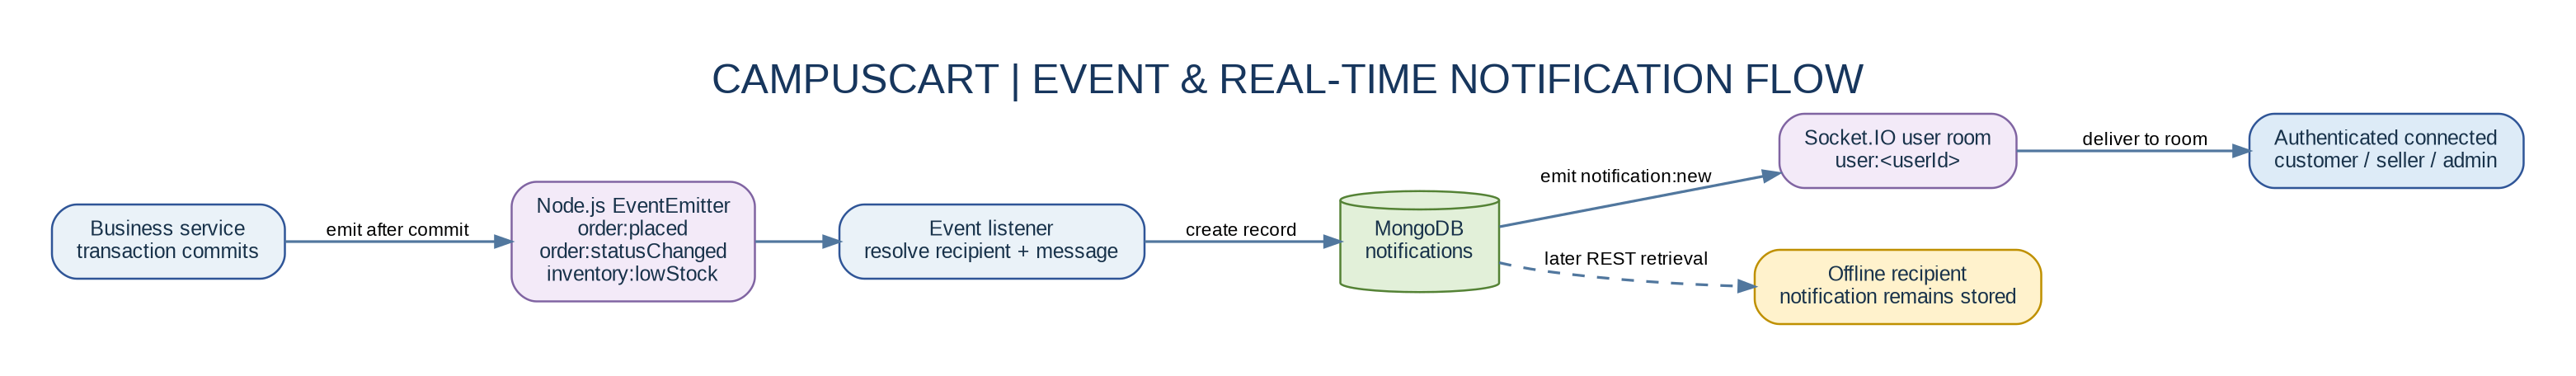 CAMPUSCART | EVENT & REAL-TIME NOTIFICATION FLOW
Business service
transaction commits
emit after commit
Node.js EventEmitter
order:placed
order:statusChanged
inventory:lowStock
Event listener
resolve recipient + message
create record
MongoDB
notifications
emit notification:new
Socket.IO user room
user:<userId>
deliver to room
Authenticated connected
customer / seller / admin
later REST retrieval
Offline recipient
notification remains stored